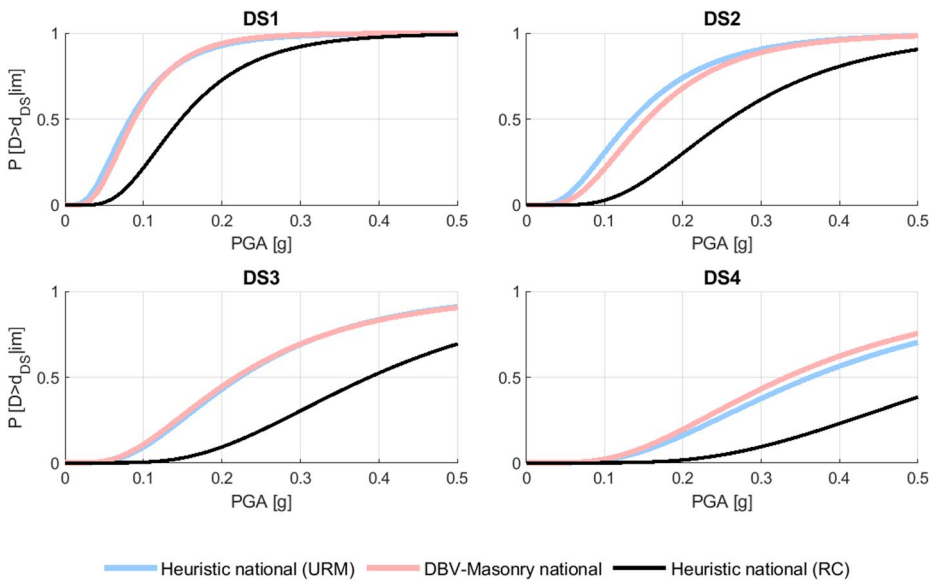 DS1
DS2
1
0.5
0
0 0.1 0.2 0.3 0.4 0.5
PGA [g]
P [D>d_DS|im]
1
0.5
0
0 0.1 0.2 0.3 0.4 0.5
PGA [g]
DS3
DS4
1
0.5
0
0 0.1 0.2 0.3 0.4 0.5
PGA [g]
P [D>d_DS|im]
1
0.5
0
0 0.1 0.2 0.3 0.4 0.5
PGA [g]
Heuristic national (URM) DBV-Masonry national Heuristic national (RC)